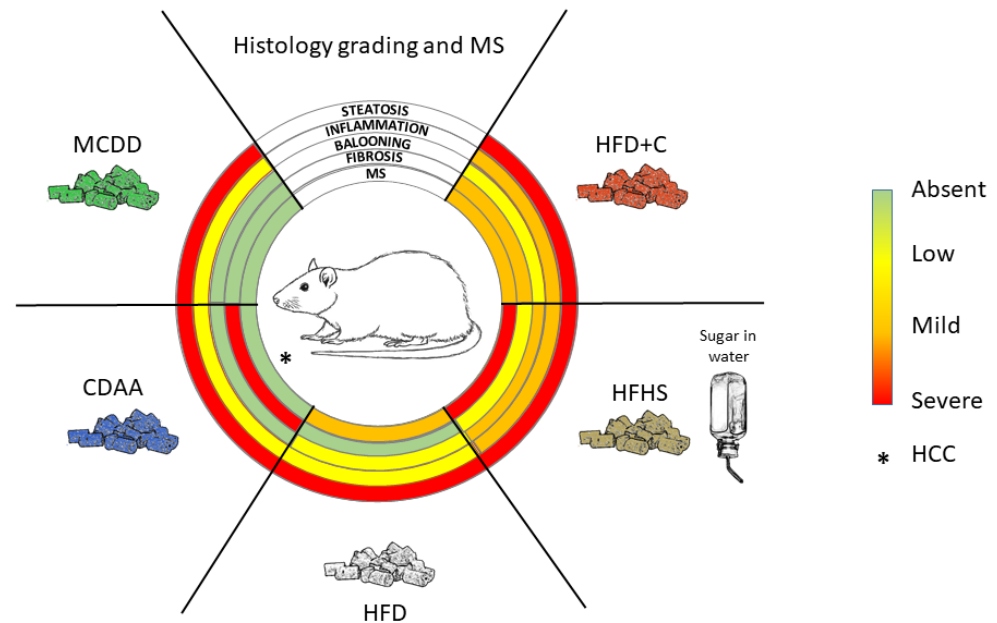 Histology grading and MS
STEATOSIS
INFLAMMATION
BALOONING
FIBROSIS
MS
MCDD
HFD+C
CDAA
HFHS
Sugar in
water
HFD
Absent
Low
Mild
Severe
* HCC
*